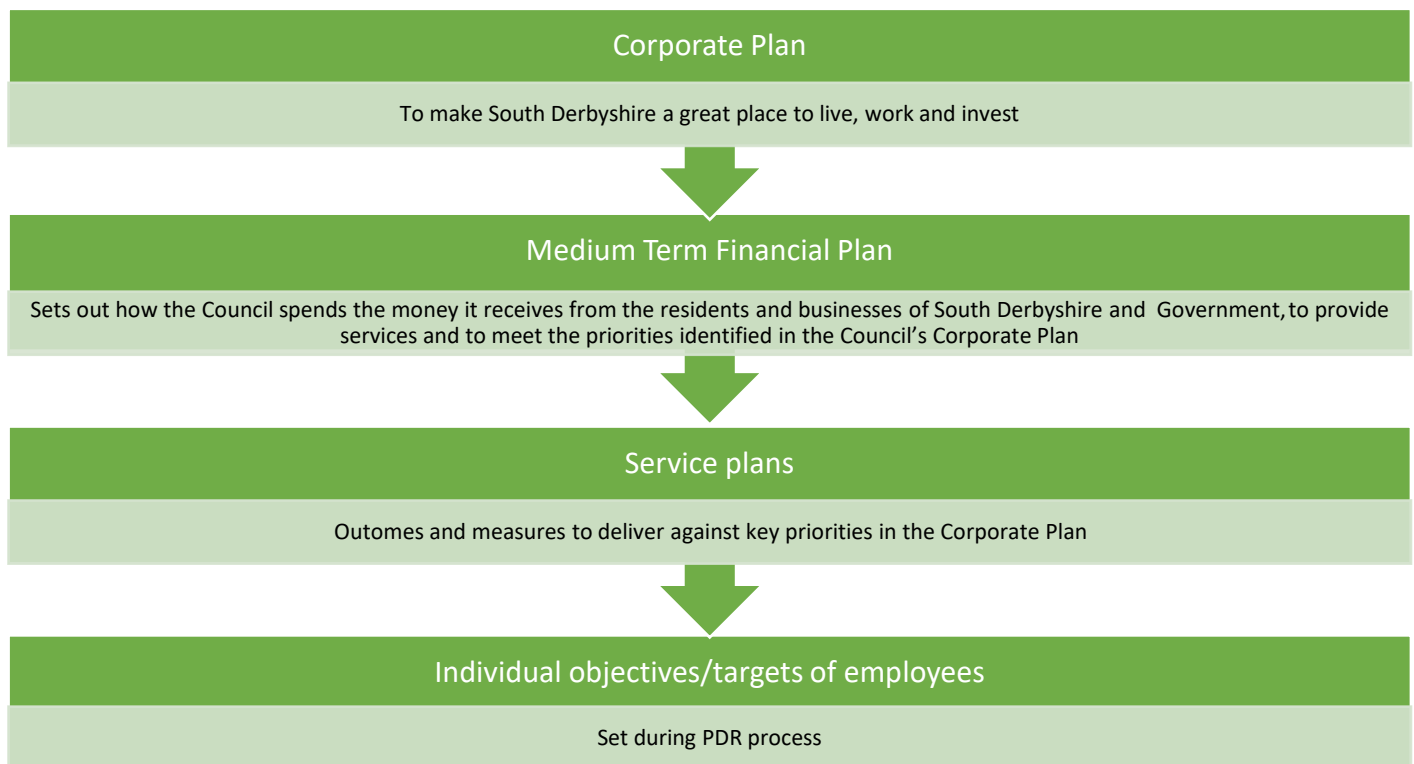 Corporate Plan
To make South Derbyshire a great place to live, work and invest
Medium Term Financial Plan
Sets out how the Council spends the money it receives from the residents and businesses of South Derbyshire and Government, to provide
services and to meet the priorities identified in the Council’s Corporate Plan
Service plans
Outomes and measures to deliver against key priorities in the Corporate Plan
Individual objectives/targets of employees
Set during PDR process